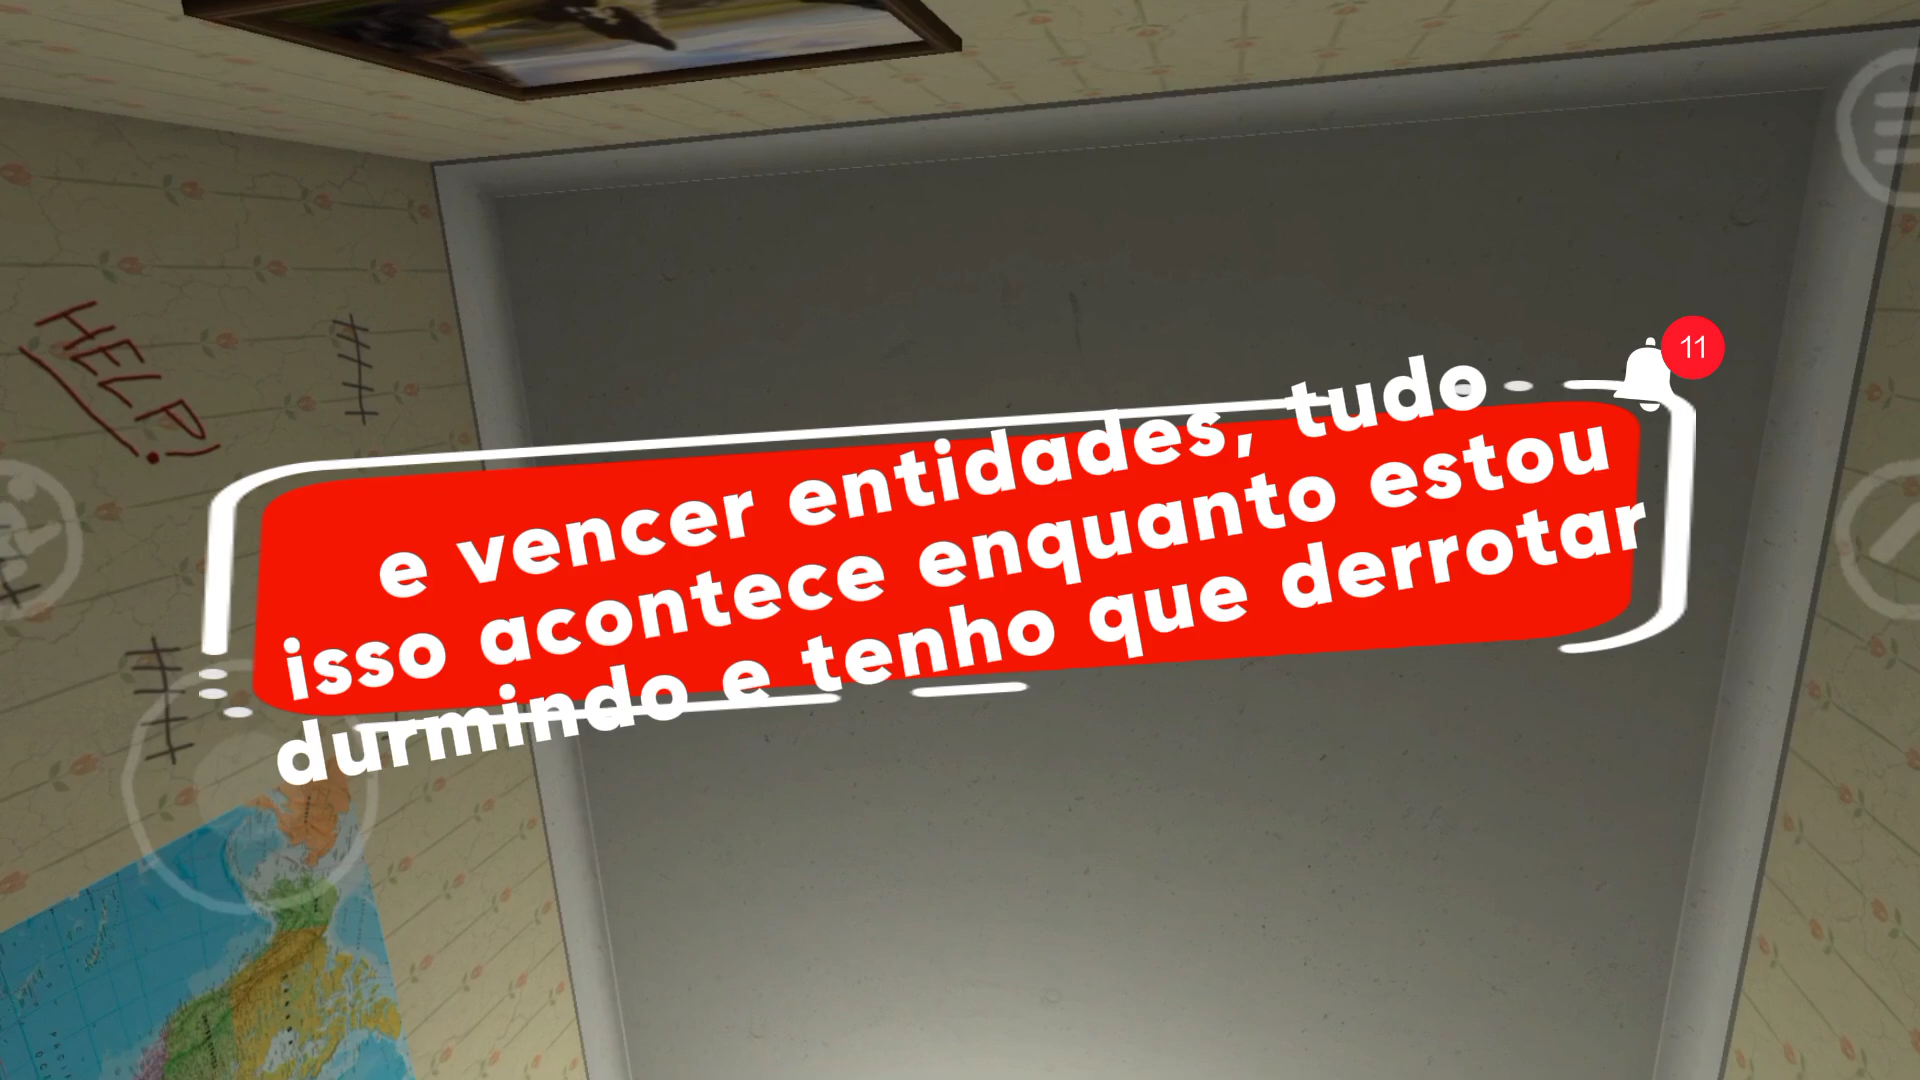 HELP!
11
e vencer entidades, tudo
isso acontece enquanto estou
durmindo e tenho que derrotar